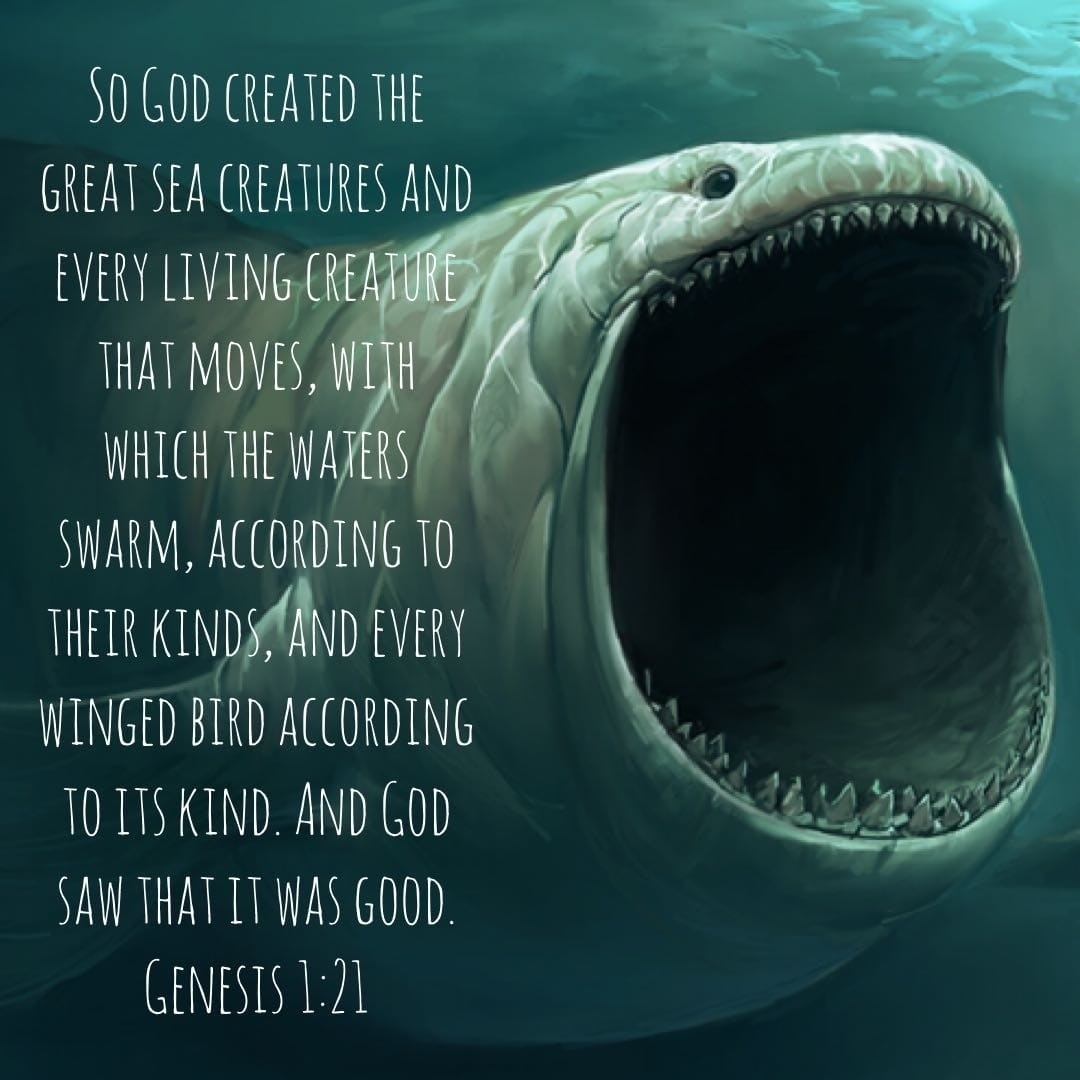 So God created the
great sea creatures and
every living creature
that moves, with
which the waters
swarm, according to
their kinds, and every
winged bird according
to its kind. And God
saw that it was good.
Genesis 1:21